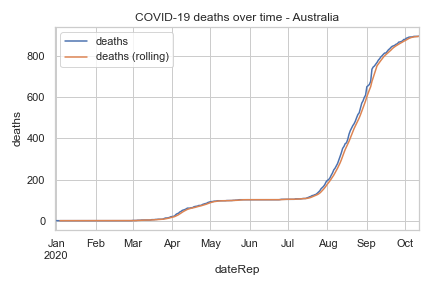 COVID-19 deaths over time - Australia
deaths
deaths (rolling)
800
600
400
200
0
deaths
Jan Feb Mar Apr May Jun Jul Aug Sep Oct
2020
dateRep